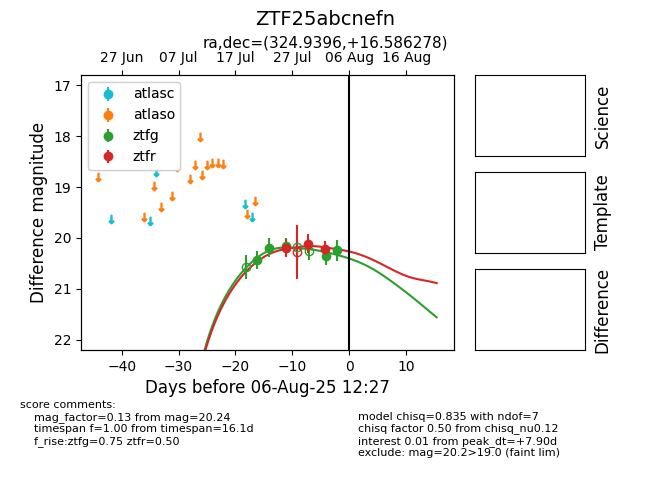 ZTF25abcnefn
ra,dec=(324.9396,+16.586278)
27 Jun 07 Jul 17 Jul 27 Jul 06 Aug 16 Aug
17
18
19
20
21
22
Difference magnitude
atlasc
atlaso
ztfg
ztfr
−40 −30 −20 −10 0 10
Days before 06-Aug-25 12:27
Science
Template
Difference
score comments:
mag_factor=0.13 from mag=20.24
timespan f=1.00 from timespan=16.1d
f_rise:ztfg=0.75 ztfr=0.50
model chisq=0.835 with ndof=7
chisq factor 0.50 from chisq_nu0.12
interest 0.01 from peak_dt=+7.90d
exclude: mag=20.2>19.0 (faint lim)